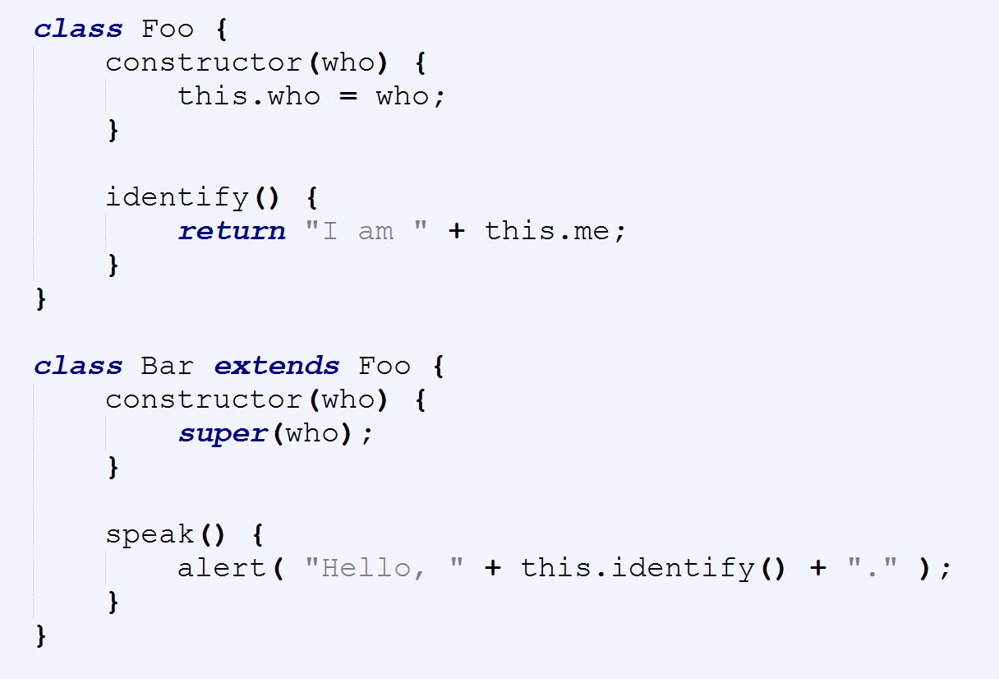 class Foo {
    constructor(who) {
        this.who = who;
    }

    identify() {
        return "I am " + this.me;
    }
}

class Bar extends Foo {
    constructor(who) {
        super(who);
    }

    speak() {
        alert( "Hello, " + this.identify() + "." );
    }
}